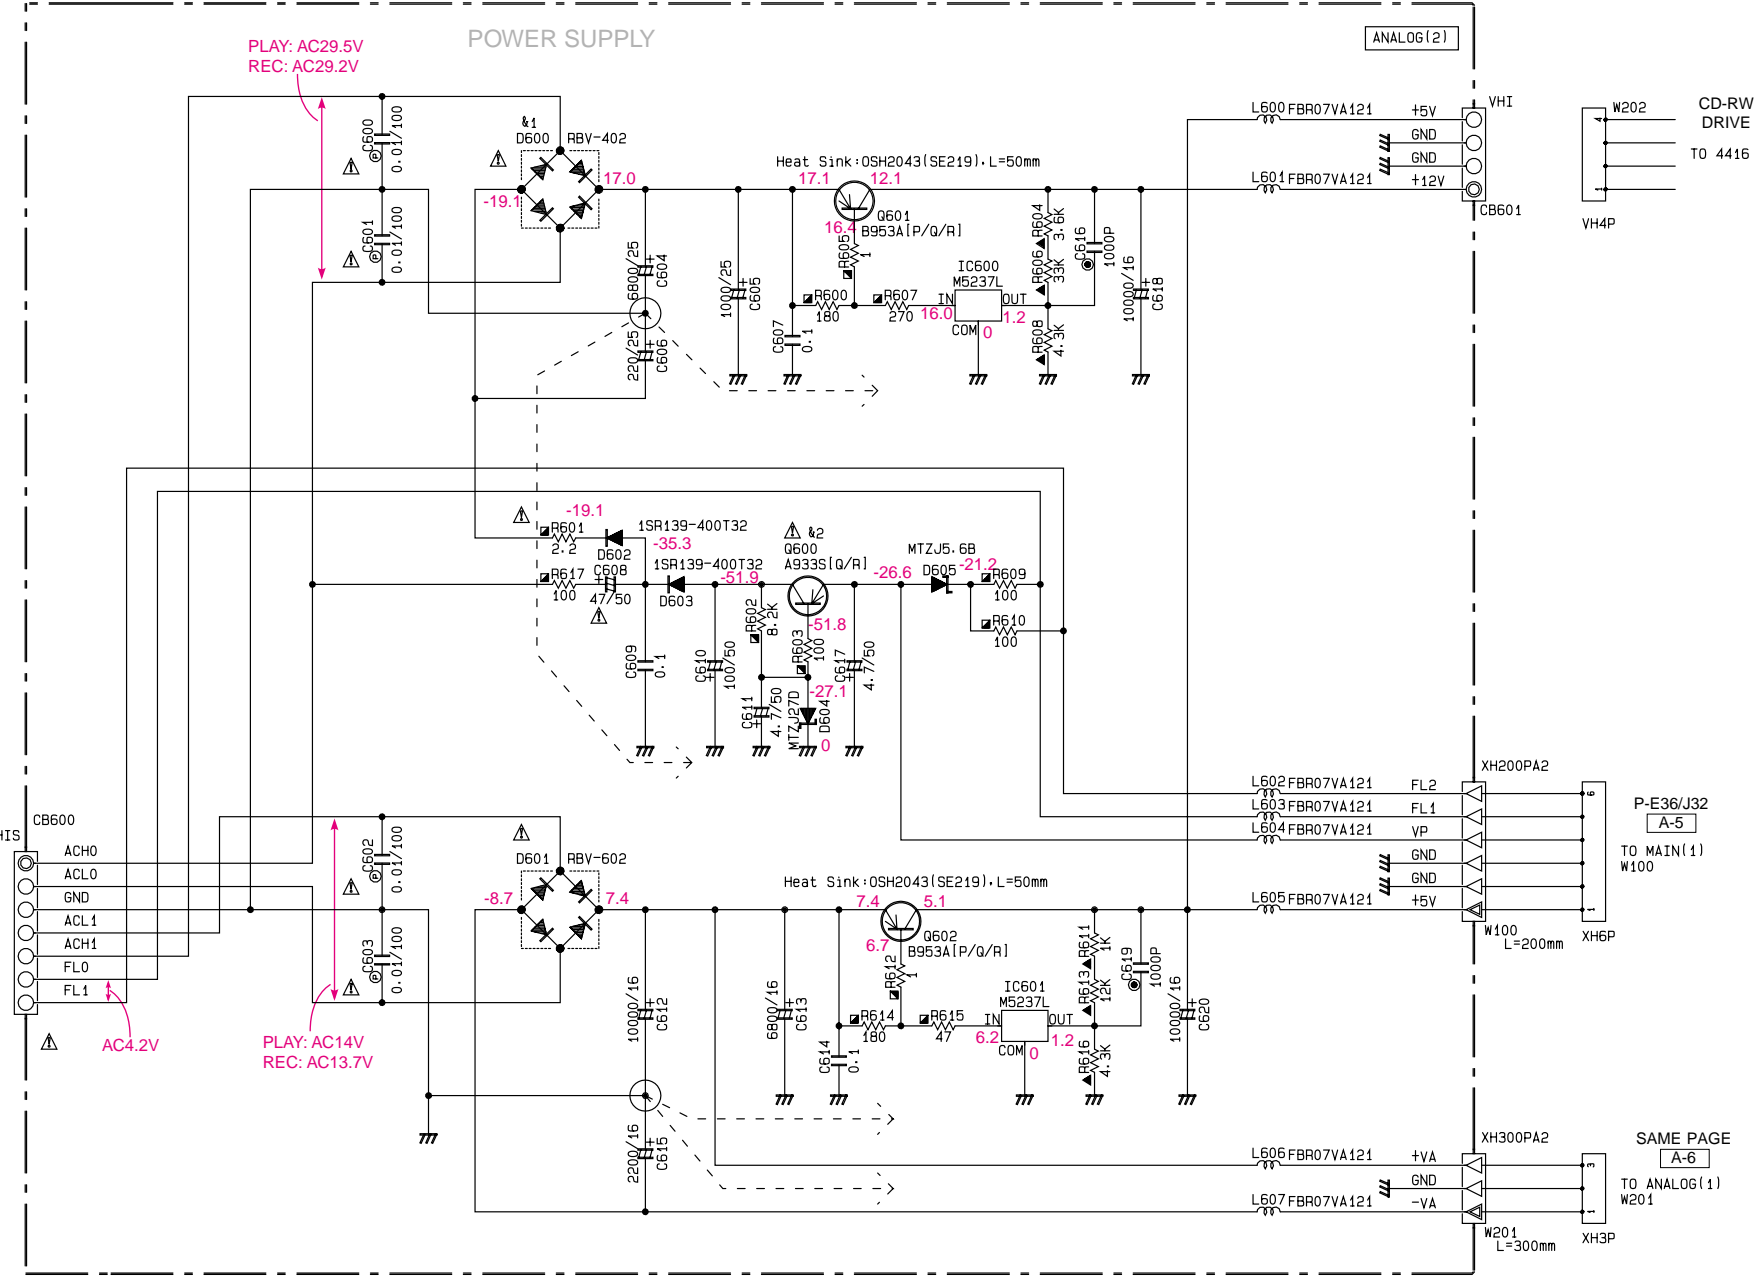 POWER SUPPLY
ANALOG(2)
PLAY: AC29.5V
REC: AC29.2V
C600
0.01/100
C601
0.01/100
&1
D600 RBV-402
17.0
-19.1
Heat Sink:OSH2043(SE219),L=50mm
17.1 12.1
Q601
B953A[P/Q/R]
16.4
R605
1
6800/25
C604
220/25
C606
1000/25
C605
C607
0.1
R600
180
R607
270
IC600
M5237L
IN OUT
16.0 1.2
COM 0
R604
3.6K
R606
33K
R608
4.3K
C616
1000P
10000/16
C618
L600 FBR07VA121 +5V
GND
GND
L601 FBR07VA121 +12V
VHI
CB601
W202
4
1
VH4P
CD-RW
DRIVE
TO 4416
-19.1
R601
2.2
D602
1SR139-400T32
-35.3
R617
100
C608
47/50
1SR139-400T32
D603
-51.9
C609
0.1
C610
100/50
R602
8.2K
&2
Q600
A933S[Q/R]
-51.8
R603
100
C611
4.7/50
-27.1
MTZJ27D
D604
0
C617
4.7/50
-26.6
MTZJ5.6B
D605
-21.2
R609
100
R610
100
XH200PA2
L602 FBR07VA121 FL2
L603 FBR07VA121 FL1
L604 FBR07VA121 VP
GND
GND
L605 FBR07VA121 +5V
W100
L=200mm
6
1
XH6P
P-E36/J32
A-5
TO MAIN(1)
W100
HIS
CB600
ACH0
ACL0
GND
ACL1
ACH1
FL0
FL1
AC4.2V
PLAY: AC14V
REC: AC13.7V
C602
0.01/100
C603
0.01/100
D601 RBV-602
-8.7
7.4
Heat Sink:OSH2043(SE219),L=50mm
7.4 5.1
Q602
B953A[P/Q/R]
6.7
R612
1
10000/16
C612
2200/16
C615
6800/16
C613
C614
0.1
R614
180
R615
47
IC601
M5237L
IN OUT
6.2 1.2
COM 0
R611
1K
R613
12K
R616
4.3K
C619
1000P
10000/16
C620
XH300PA2
L606 FBR07VA121 +VA
GND
L607 FBR07VA121 -VA
W201
L=300mm
3
1
XH3P
SAME PAGE
A-6
TO ANALOG(1)
W201